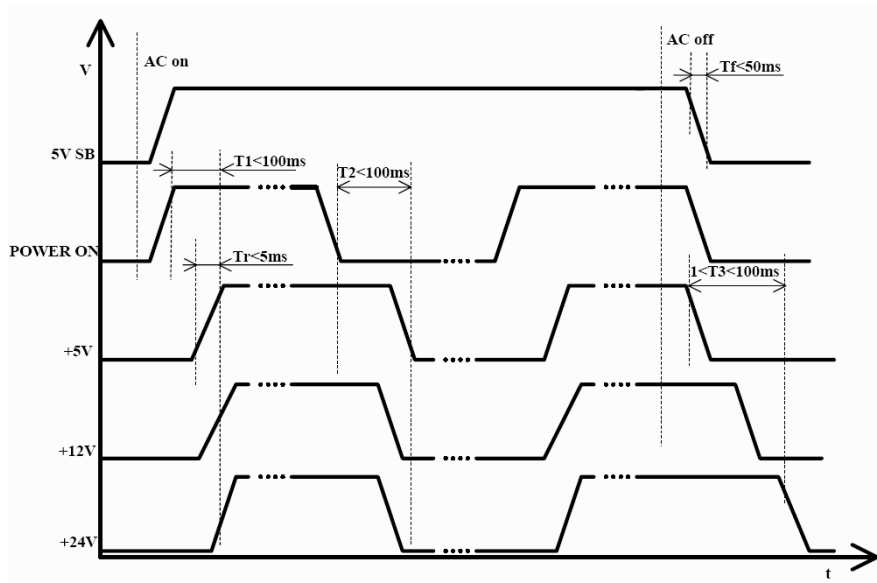 AC on
AC off
V
Tf<50ms
5V SB
T1<100ms
T2<100ms
POWER ON
Tr<5ms
1<T3<100ms
+5V
+12V
+24V
t